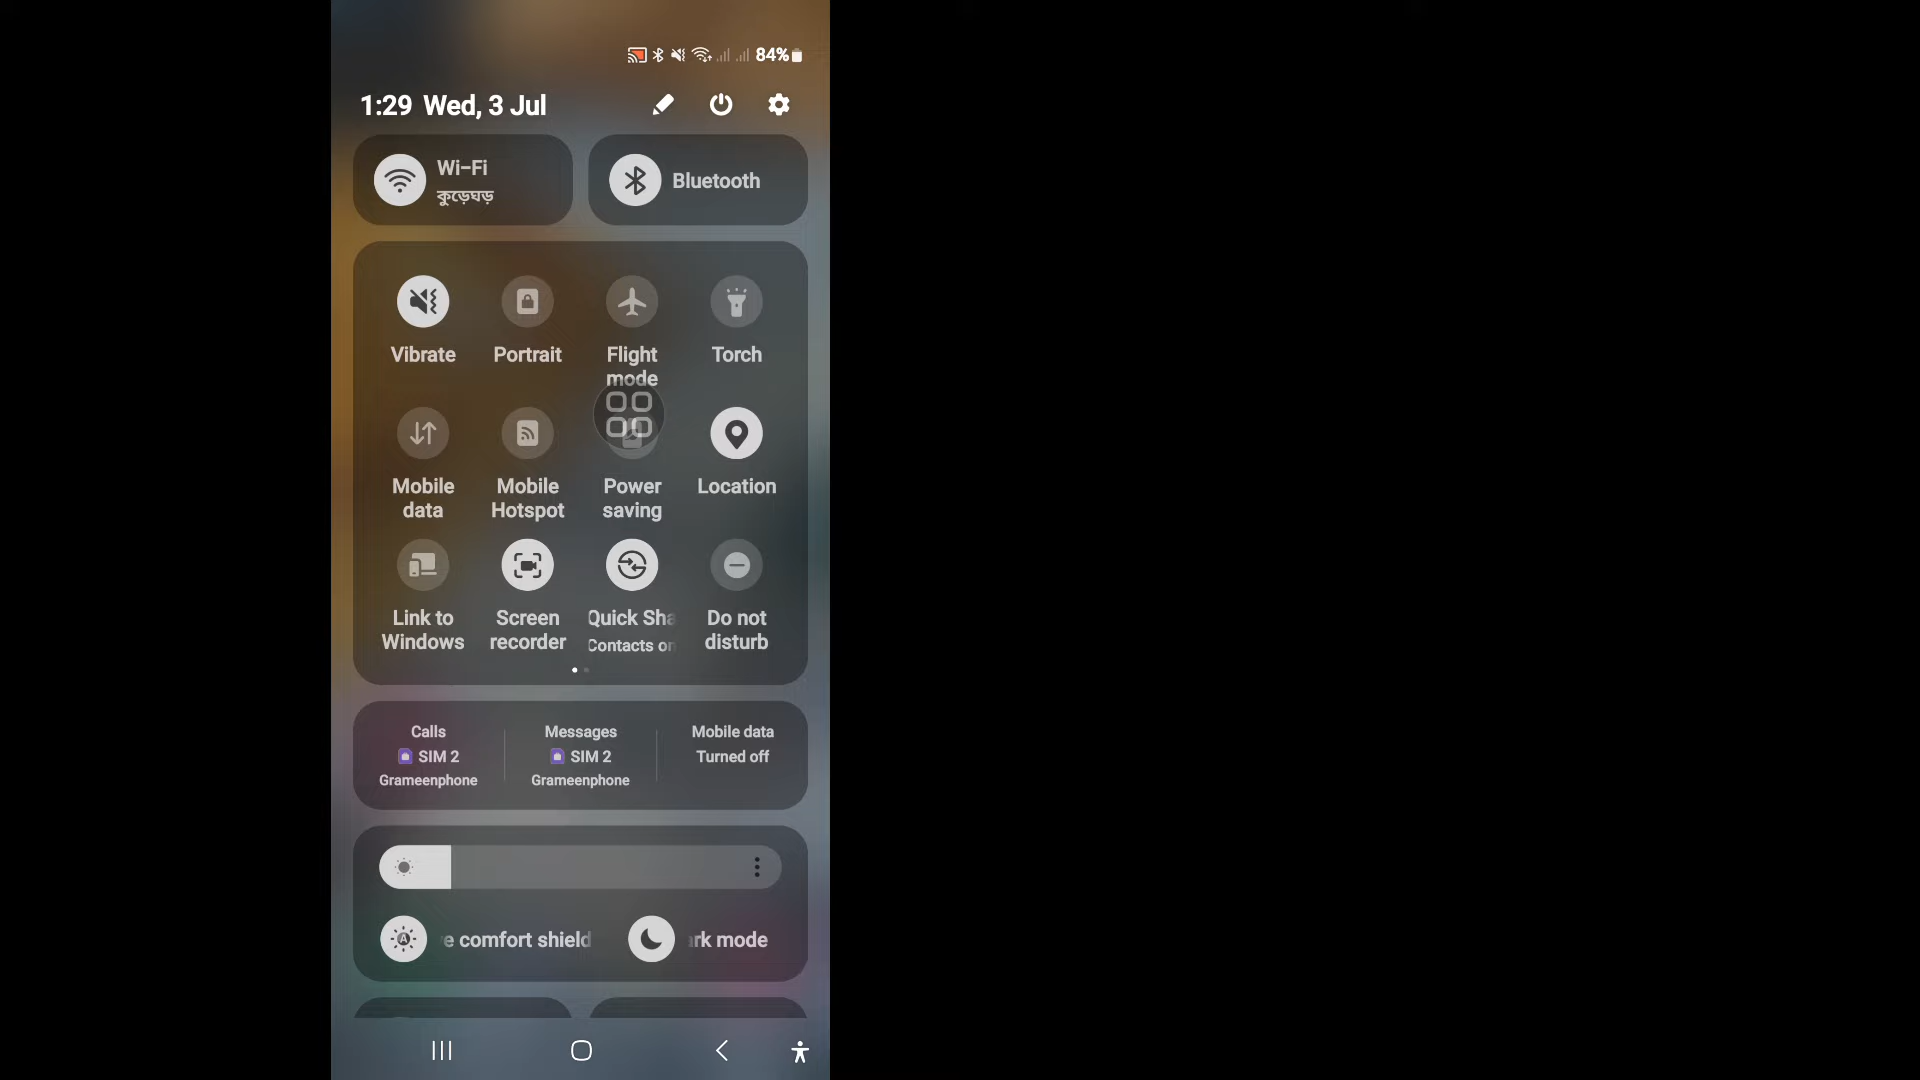 84%
1:29 Wed, 3 Jul
Wi-Fi
কুড়েঘড়
Bluetooth
Vibrate
Portrait
Flight
mode
Torch
Mobile
data
Mobile
Hotspot
Power
saving
Location
Link to
Windows
Screen
recorder
Quick Sha
Contacts on
Do not
disturb
Calls
SIM 2
Grameenphone
Messages
SIM 2
Grameenphone
Mobile data
Turned off
e comfort shield
ark mode